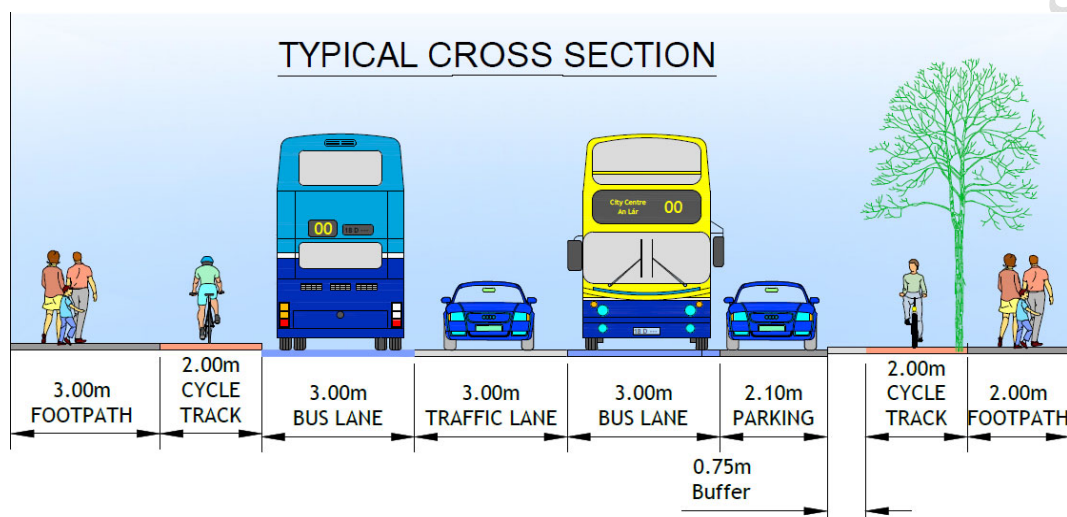 TYPICAL CROSS SECTION
00
18 D
City Centre
An Lár
00
18 D
3.00m
FOOTPATH
2.00m
CYCLE
TRACK
3.00m
BUS LANE
3.00m
TRAFFIC LANE
3.00m
BUS LANE
2.10m
PARKING
0.75m
Buffer
2.00m
CYCLE
TRACK
2.00m
FOOTPATH